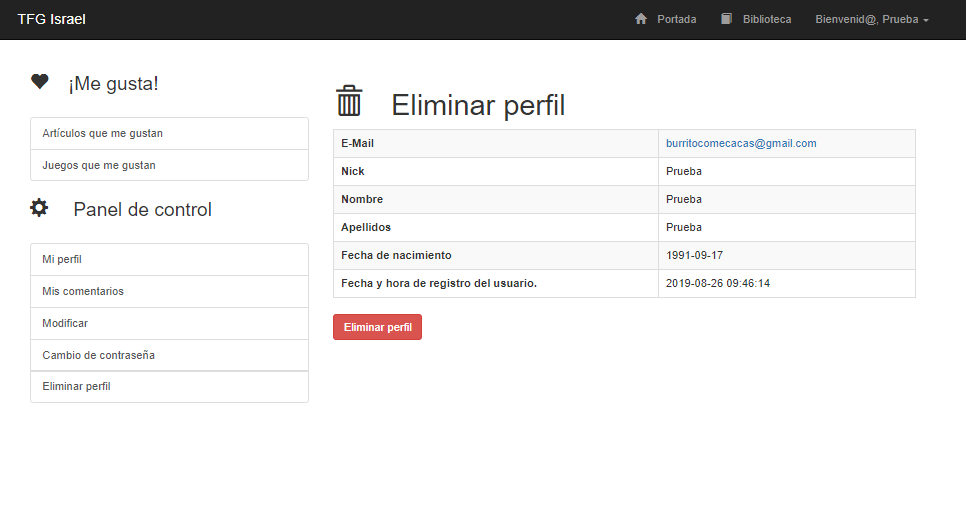 TFG Israel
Portada
Biblioteca
Bienvenid@, Prueba
¡Me gusta!
Artículos que me gustan
Juegos que me gustan
Panel de control
Mi perfil
Mis comentarios
Modificar
Cambio de contraseña
Eliminar perfil
Eliminar perfil
E-Mail burritocomecacas@gmail.com
Nick Prueba
Nombre Prueba
Apellidos Prueba
Fecha de nacimiento 1991-09-17
Fecha y hora de registro del usuario. 2019-08-26 09:46:14
Eliminar perfil